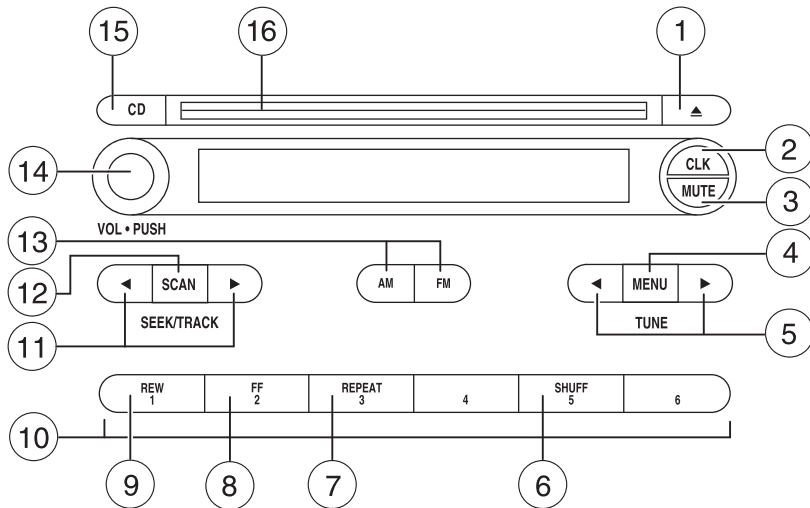 15
16
1
CD
14
2
CLK
MUTE
3
VOL • PUSH
13
4
12
SCAN
AM
FM
MENU
11
SEEK/TRACK
TUNE
5
REW
1
FF
2
REPEAT
3
4
SHUFF
5
6
10
9
8
7
6